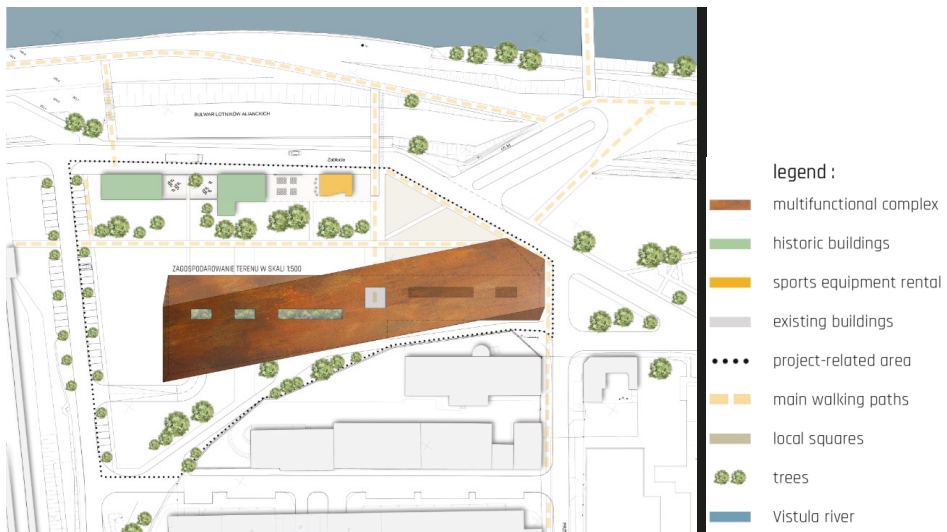 BULWAR LOTNIKÓW ALIANCKICH
Zabłocie
ZAGOSPODAROWANIE TERENU W SKALI 1:500
legend :
multifunctional complex
historic buildings
sports equipment rental
existing buildings
project-related area
main walking paths
local squares
trees
Vistula river